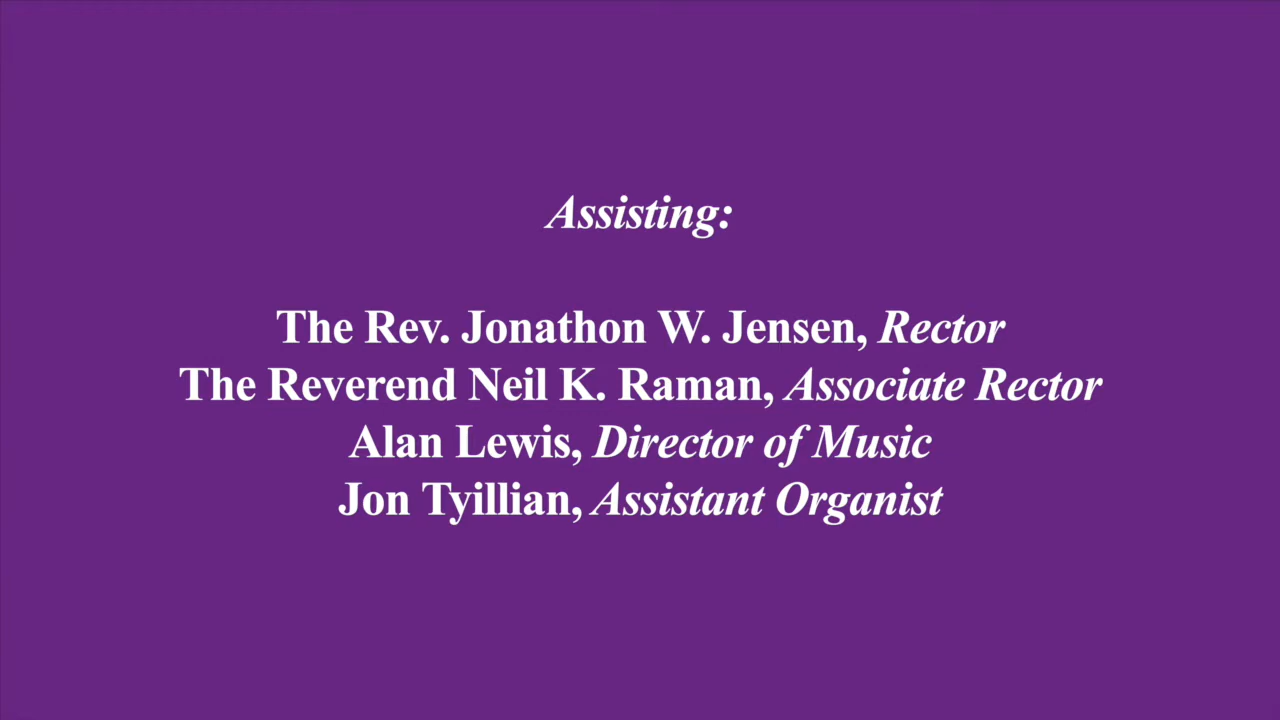 Assisting:
The Rev. Jonathon W. Jensen, Rector
The Reverend Neil K. Raman, Associate Rector
Alan Lewis, Director of Music
Jon Tyillian, Assistant Organist